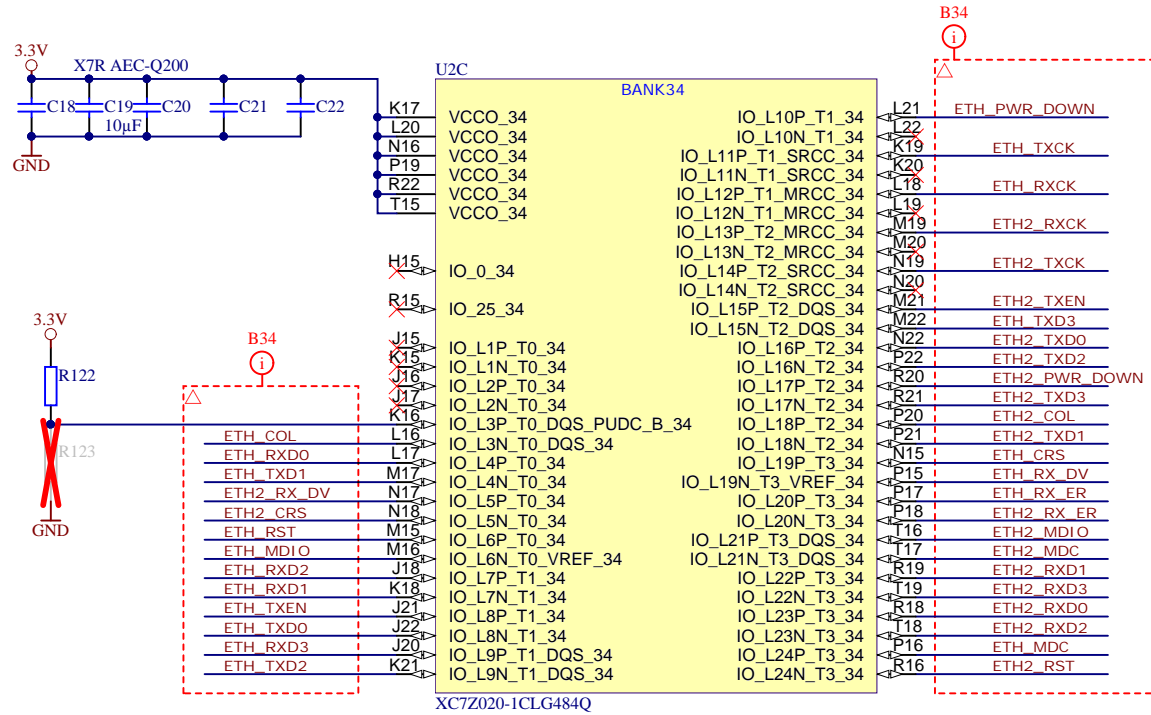 B34
3.3V
X7R AEC-Q200
C18
C19
C20
C21
C22
10µF
GND
U2C
BANK34
K17 VCCO_34
L20 VCCO_34
N16 VCCO_34
P19 VCCO_34
R22 VCCO_34
T15 VCCO_34
H15 IO_0_34
R15 IO_25_34
J15 IO_L1P_T0_34
K15 IO_L1N_T0_34
J16 IO_L2P_T0_34
J17 IO_L2N_T0_34
K16 IO_L3P_T0_DQS_PUDC_B_34
ETH_COL L16 IO_L3N_T0_DQS_34
ETH_RXD0 L17 IO_L4P_T0_34
ETH_TXD1 M17 IO_L4N_T0_34
ETH2_RX_DV N17 IO_L5P_T0_34
ETH2_CRS N18 IO_L5N_T0_34
ETH_RST M15 IO_L6P_T0_34
ETH_MDIO M16 IO_L6N_T0_VREF_34
ETH_RXD2 J18 IO_L7P_T1_34
ETH_RXD1 K18 IO_L7N_T1_34
ETH_TXEN J21 IO_L8P_T1_34
ETH_TXD0 J22 IO_L8N_T1_34
ETH_RXD3 J20 IO_L9P_T1_DQS_34
ETH_TXD2 K21 IO_L9N_T1_DQS_34
3.3V
R122
R123
GND
B34
i
IO_L10P_T1_34 L21 ETH_PWR_DOWN
IO_L10N_T1_34 L22
IO_L11P_T1_SRCC_34 K19 ETH_TXCK
IO_L11N_T1_SRCC_34 K20
IO_L12P_T1_MRCC_34 L18 ETH_RXCK
IO_L12N_T1_MRCC_34 L19
IO_L13P_T2_MRCC_34 M19 ETH2_RXCK
IO_L13N_T2_MRCC_34 M20
IO_L14P_T2_SRCC_34 N19 ETH2_TXCK
IO_L14N_T2_SRCC_34 N20
IO_L15P_T2_DQS_34 M21 ETH2_TXEN
IO_L15N_T2_DQS_34 M22 ETH_TXD3
IO_L16P_T2_34 N22 ETH2_TXD0
IO_L16N_T2_34 P22 ETH2_TXD2
IO_L17P_T2_34 R20 ETH2_PWR_DOWN
IO_L17N_T2_34 R21 ETH2_TXD3
IO_L18P_T2_34 P20 ETH2_COL
IO_L18N_T2_34 P21 ETH2_TXD1
IO_L19P_T3_34 N15 ETH_CRS
IO_L19N_T3_VREF_34 P15 ETH_RX_DV
IO_L20P_T3_34 P17 ETH_RX_ER
IO_L20N_T3_34 P18 ETH2_RX_ER
IO_L21P_T3_DQS_34 T16 ETH2_MDIO
IO_L21N_T3_DQS_34 T17 ETH2_MDC
IO_L22P_T3_34 R19 ETH2_RXD1
IO_L22N_T3_34 T19 ETH2_RXD3
IO_L23P_T3_34 R18 ETH2_RXD0
IO_L23N_T3_34 T18 ETH2_RXD2
IO_L24P_T3_34 P16 ETH_MDC
IO_L24N_T3_34 R16 ETH2_RST
i
XC7Z020-1CLG484Q